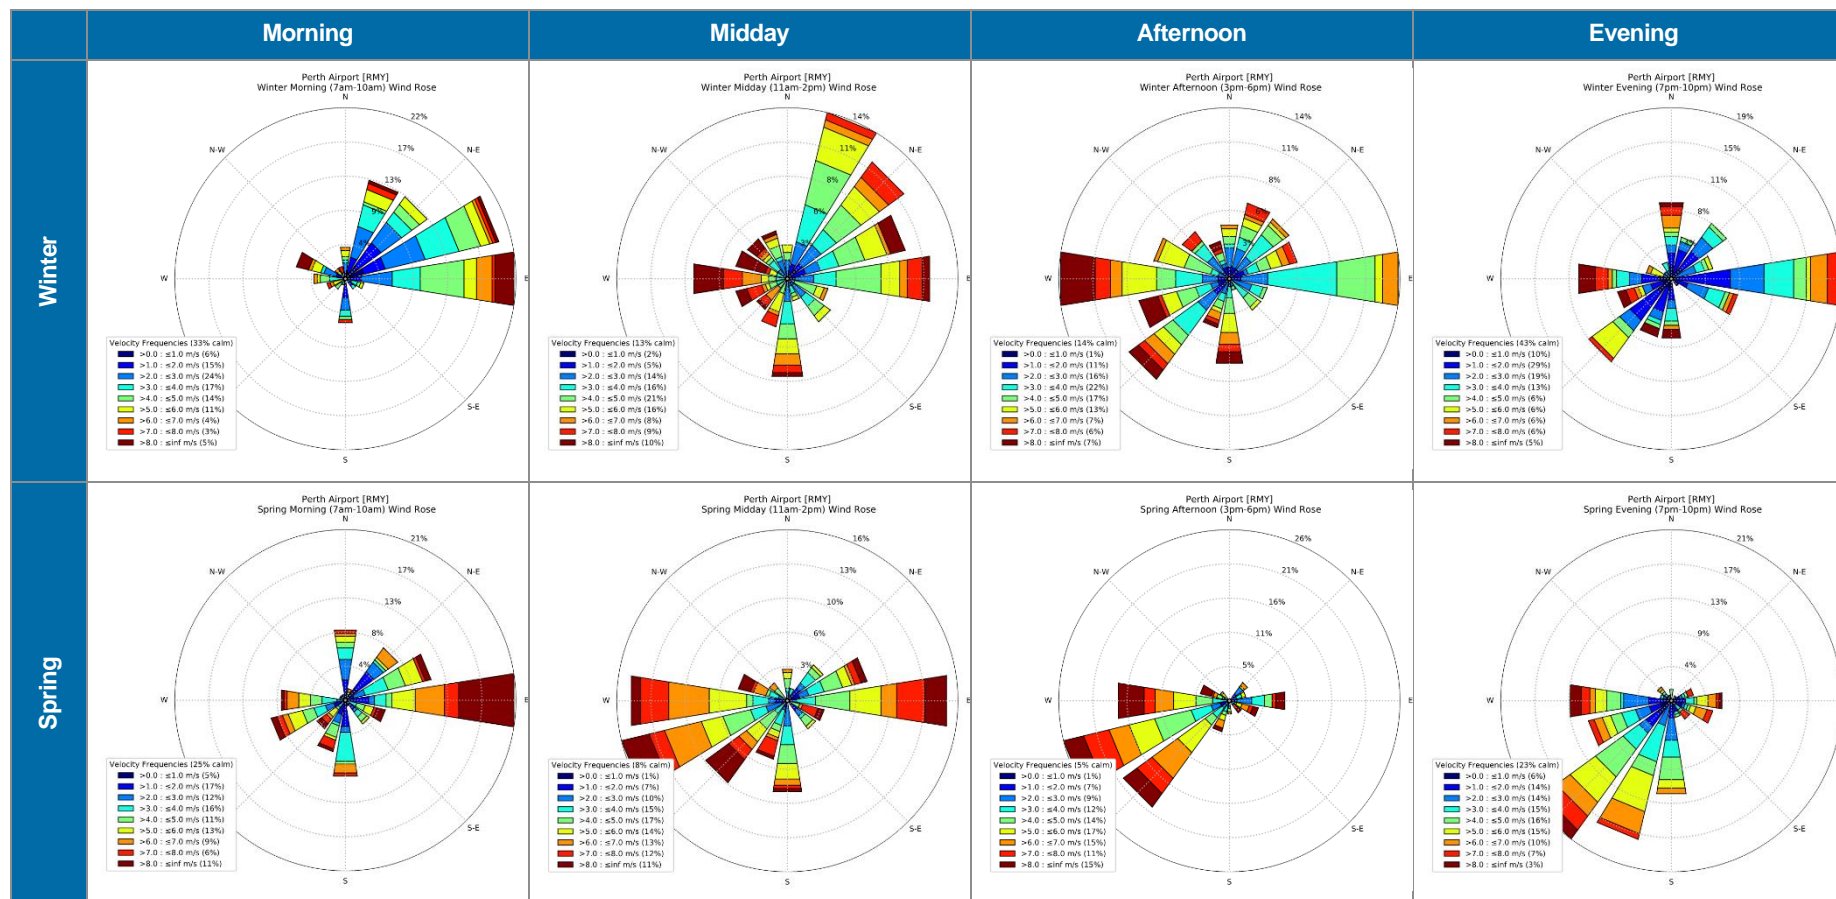 Morning
Midday
Afternoon
Evening
Winter
Perth Airport [RMY]
Winter Morning (7am-10am) Wind Rose
N
22%
N-W
17%
N-E
13%
9%
4%
W
E
Velocity Frequencies (33% calm)
>0.0 : ≤1.0 m/s (6%)
>1.0 : ≤2.0 m/s (15%)
>2.0 : ≤3.0 m/s (24%)
>3.0 : ≤4.0 m/s (17%)
>4.0 : ≤5.0 m/s (14%)
>5.0 : ≤6.0 m/s (11%)
>6.0 : ≤7.0 m/s (4%)
>7.0 : ≤8.0 m/s (3%)
>8.0 : ≤inf m/s (5%)
S-E
S
Perth Airport [RMY]
Winter Midday (11am-2pm) Wind Rose
N
14%
N-W
11%
N-E
8%
6%
3%
W
E
Velocity Frequencies (13% calm)
>0.0 : ≤1.0 m/s (2%)
>1.0 : ≤2.0 m/s (5%)
>2.0 : ≤3.0 m/s (14%)
>3.0 : ≤4.0 m/s (16%)
>4.0 : ≤5.0 m/s (21%)
>5.0 : ≤6.0 m/s (16%)
>6.0 : ≤7.0 m/s (8%)
>7.0 : ≤8.0 m/s (9%)
>8.0 : ≤inf m/s (10%)
S-E
S
Perth Airport [RMY]
Winter Afternoon (3pm-6pm) Wind Rose
N
14%
N-W
11%
N-E
8%
6%
3%
W
E
Velocity Frequencies (14% calm)
>0.0 : ≤1.0 m/s (1%)
>1.0 : ≤2.0 m/s (11%)
>2.0 : ≤3.0 m/s (16%)
>3.0 : ≤4.0 m/s (22%)
>4.0 : ≤5.0 m/s (17%)
>5.0 : ≤6.0 m/s (13%)
>6.0 : ≤7.0 m/s (7%)
>7.0 : ≤8.0 m/s (6%)
>8.0 : ≤inf m/s (7%)
S-E
S
Perth Airport [RMY]
Winter Evening (7pm-10pm) Wind Rose
N
19%
N-W
15%
N-E
11%
8%
W
Velocity Frequencies (43% calm)
>0.0 : ≤1.0 m/s (10%)
>1.0 : ≤2.0 m/s (29%)
>2.0 : ≤3.0 m/s (19%)
>3.0 : ≤4.0 m/s (13%)
>4.0 : ≤5.0 m/s (6%)
>5.0 : ≤6.0 m/s (6%)
>6.0 : ≤7.0 m/s (6%)
>7.0 : ≤8.0 m/s (6%)
>8.0 : ≤inf m/s (5%)
S-E
S
Spring
Perth Airport [RMY]
Spring Morning (7am-10am) Wind Rose
N
21%
N-W
17%
N-E
13%
8%
4%
W
E
Velocity Frequencies (25% calm)
>0.0 : ≤1.0 m/s (5%)
>1.0 : ≤2.0 m/s (17%)
>2.0 : ≤3.0 m/s (12%)
>3.0 : ≤4.0 m/s (16%)
>4.0 : ≤5.0 m/s (11%)
>5.0 : ≤6.0 m/s (13%)
>6.0 : ≤7.0 m/s (9%)
>7.0 : ≤8.0 m/s (6%)
>8.0 : ≤inf m/s (11%)
S-E
S
Perth Airport [RMY]
Spring Midday (11am-2pm) Wind Rose
N
16%
N-W
13%
N-E
10%
6%
3%
W
E
Velocity Frequencies (8% calm)
>0.0 : ≤1.0 m/s (1%)
>1.0 : ≤2.0 m/s (7%)
>2.0 : ≤3.0 m/s (10%)
>3.0 : ≤4.0 m/s (15%)
>4.0 : ≤5.0 m/s (17%)
>5.0 : ≤6.0 m/s (14%)
>6.0 : ≤7.0 m/s (13%)
>7.0 : ≤8.0 m/s (12%)
>8.0 : ≤inf m/s (11%)
S-E
S
Perth Airport [RMY]
Spring Afternoon (3pm-6pm) Wind Rose
N
26%
N-W
21%
N-E
16%
11%
5%
W
E
Velocity Frequencies (5% calm)
>0.0 : ≤1.0 m/s (1%)
>1.0 : ≤2.0 m/s (7%)
>2.0 : ≤3.0 m/s (9%)
>3.0 : ≤4.0 m/s (12%)
>4.0 : ≤5.0 m/s (14%)
>5.0 : ≤6.0 m/s (17%)
>6.0 : ≤7.0 m/s (15%)
>7.0 : ≤8.0 m/s (11%)
>8.0 : ≤inf m/s (15%)
S-E
S
Perth Airport [RMY]
Spring Evening (7pm-10pm) Wind Rose
N
21%
N-W
17%
N-E
13%
9%
4%
W
Velocity Frequencies (23% calm)
>0.0 : ≤1.0 m/s (6%)
>1.0 : ≤2.0 m/s (14%)
>2.0 : ≤3.0 m/s (14%)
>3.0 : ≤4.0 m/s (15%)
>4.0 : ≤5.0 m/s (16%)
>5.0 : ≤6.0 m/s (15%)
>6.0 : ≤7.0 m/s (10%)
>7.0 : ≤8.0 m/s (7%)
>8.0 : ≤inf m/s (3%)
S-E
S